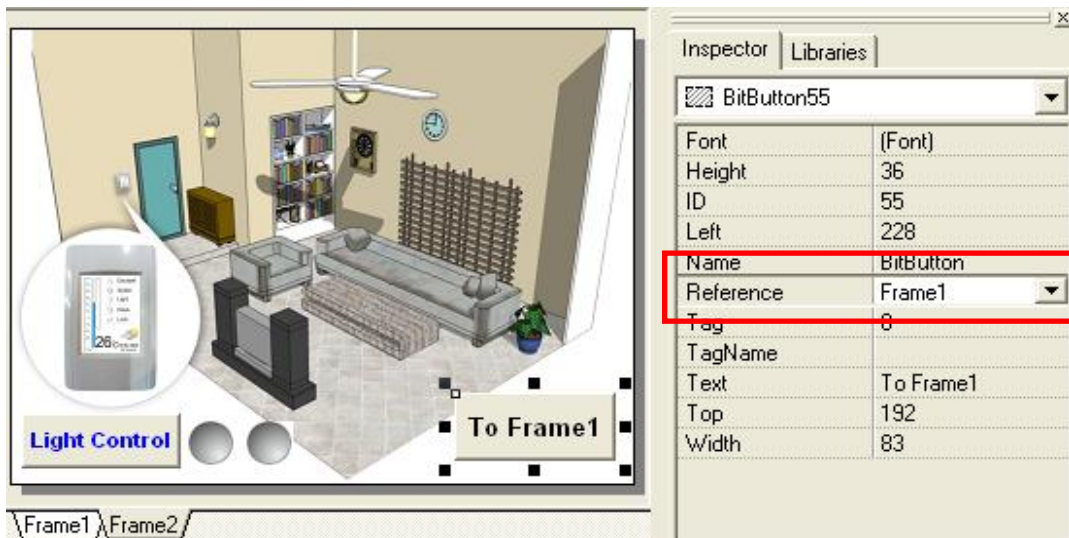 26
Light Control
To Frame1
Frame1
Frame2
Inspector
Libraries
BitButton55
Font (Font)
Height 36
ID 55
Left 228
Name BitButton
Reference Frame1
Tag 0
TagName
Text To Frame1
Top 192
Width 83